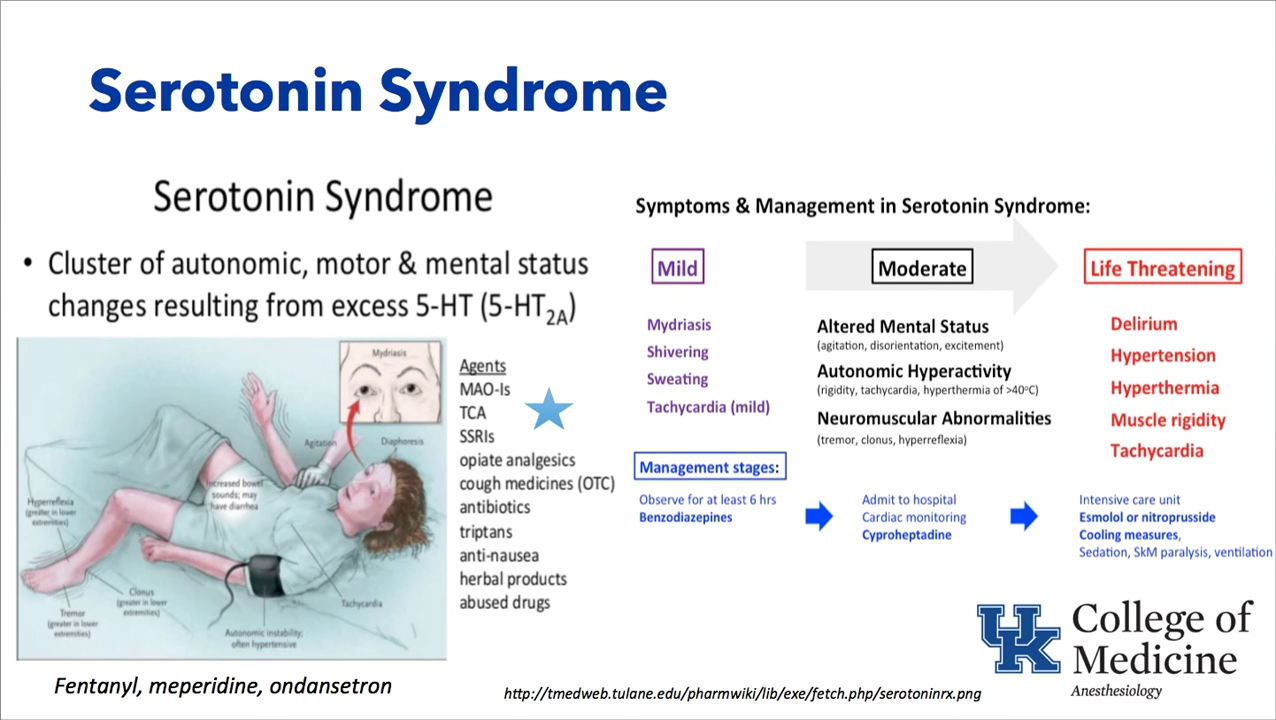 Serotonin Syndrome
Serotonin Syndrome
• Cluster of autonomic, motor & mental status
changes resulting from excess 5-HT (5-HT2A)
Mydriasis
Agitation
Diaphoresis
Increased bowel
sounds; may
have diarrhea
Hyperreflexia
(greater in lower
extremities)
Clonus
(greater in lower
extremities)
Tremor
(greater in lower
extremities)
Tachycardia
Autonomic instability;
often hypertensive
Agents
MAO-Is
TCA
SSRIs
opiate analgesics
cough medicines (OTC)
antibiotics
triptans
anti-nausea
herbal products
abused drugs
Fentanyl, meperidine, ondansetron
Symptoms & Management in Serotonin Syndrome:
Mild
Mydriasis
Shivering
Sweating
Tachycardia (mild)
Moderate
Altered Mental Status
(agitation, disorientation, excitement)
Autonomic Hyperactivity
(rigidity, tachycardia, hyperthermia of >40°C)
Neuromuscular Abnormalities
(tremor, clonus, hyperreflexia)
Life Threatening
Delirium
Hypertension
Hyperthermia
Muscle rigidity
Tachycardia
Management stages:
Observe for at least 6 hrs
Benzodiazepines
Admit to hospital
Cardiac monitoring
Cyproheptadine
Intensive care unit
Esmolol or nitroprusside
Cooling measures,
Sedation, SkM paralysis, ventilation
http://tmedweb.tulane.edu/pharmwiki/lib/exe/fetch.php/serotoninrx.png
UK
College of
Medicine
Anesthesiology